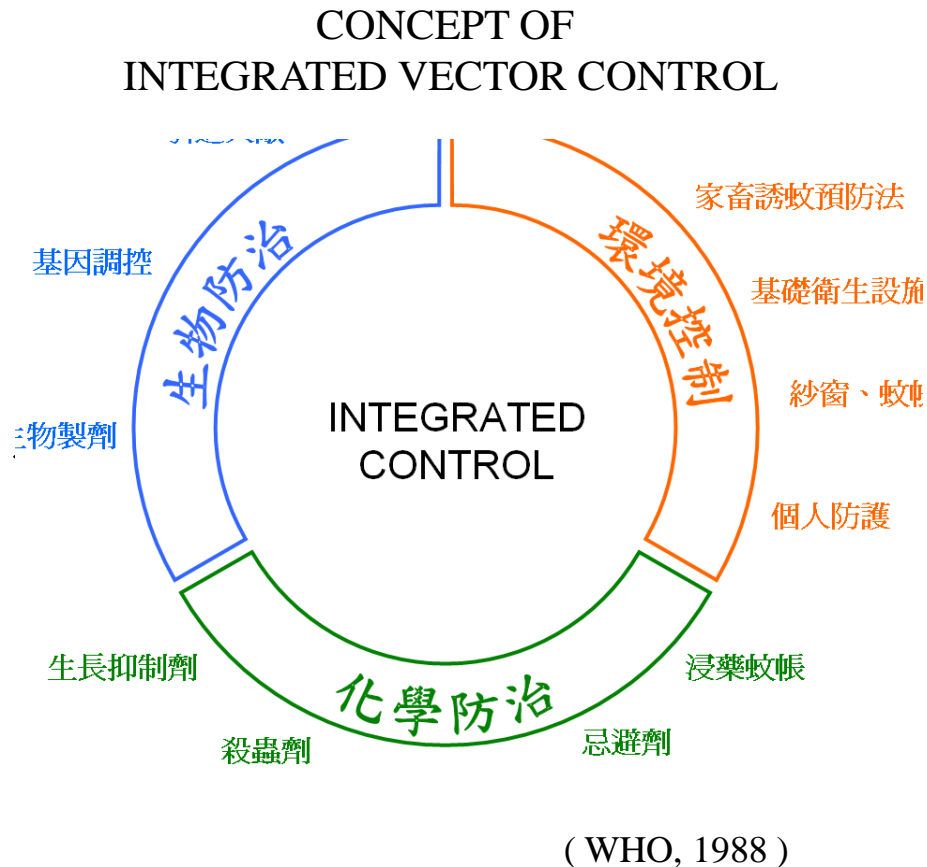 CONCEPT OF
INTEGRATED VECTOR CONTROL
家畜誘蚊預防法
基因調控
生物防治
環境控制
基礎衛生設施
紗窗、蚊
物製劑
INTEGRATED
CONTROL
個人防護
生長抑制劑
浸藥蚊帳
化學防治
殺蟲劑
忌避劑
( WHO, 1988 )